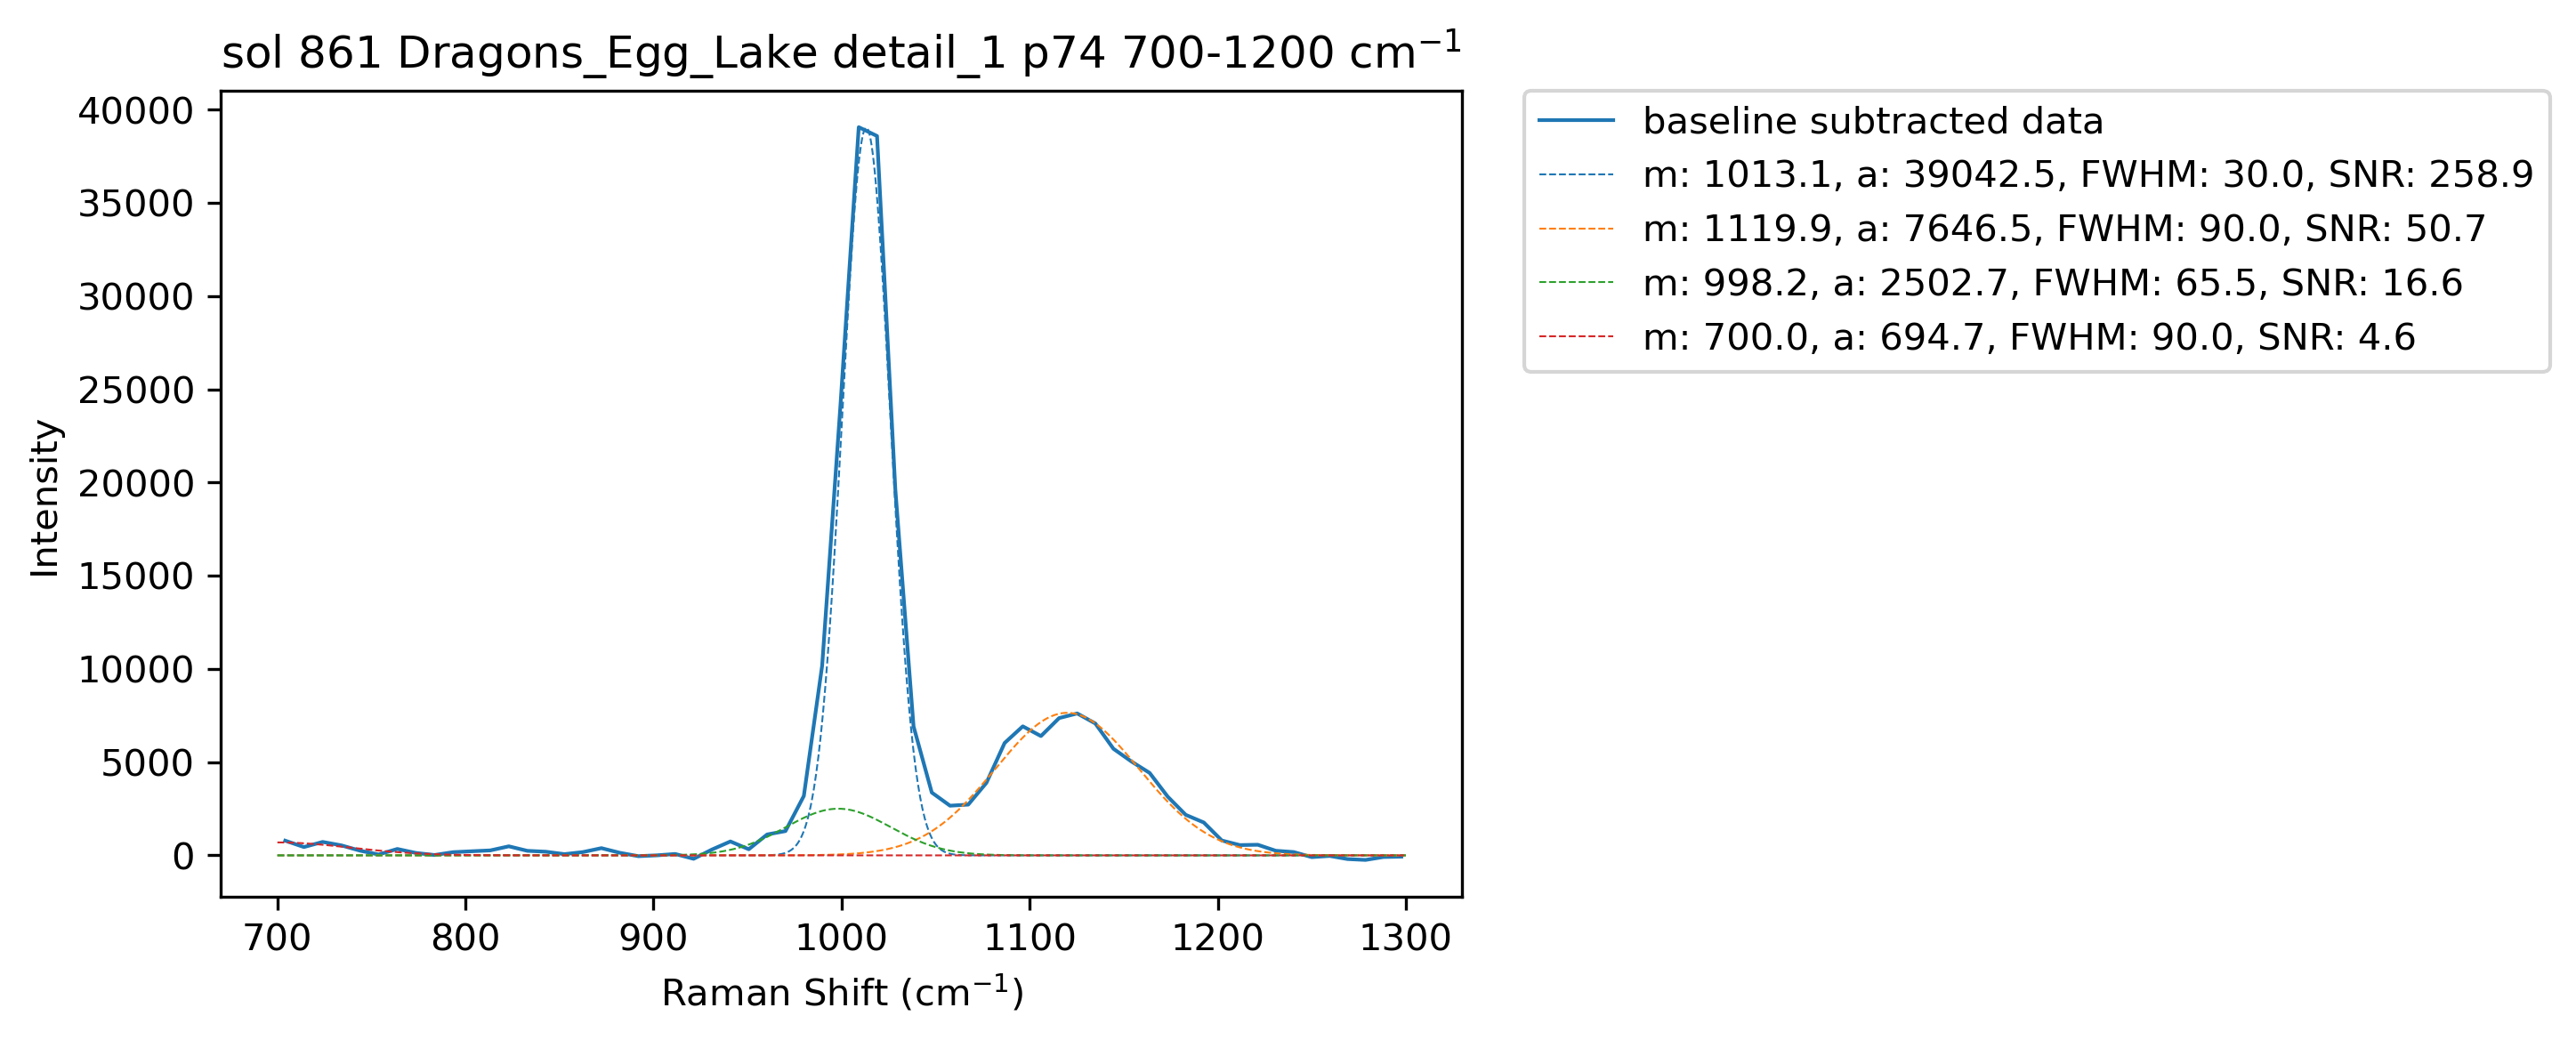 sol 861 Dragons_Egg_Lake detail_1 p74 700-1200 cm⁻¹
40000
35000
30000
25000
20000
15000
10000
5000
0
Intensity
700 800 900 1000 1100 1200 1300
Raman Shift (cm⁻¹)
baseline subtracted data
m: 1013.1, a: 39042.5, FWHM: 30.0, SNR: 258.9
m: 1119.9, a: 7646.5, FWHM: 90.0, SNR: 50.7
m: 998.2, a: 2502.7, FWHM: 65.5, SNR: 16.6
m: 700.0, a: 694.7, FWHM: 90.0, SNR: 4.6